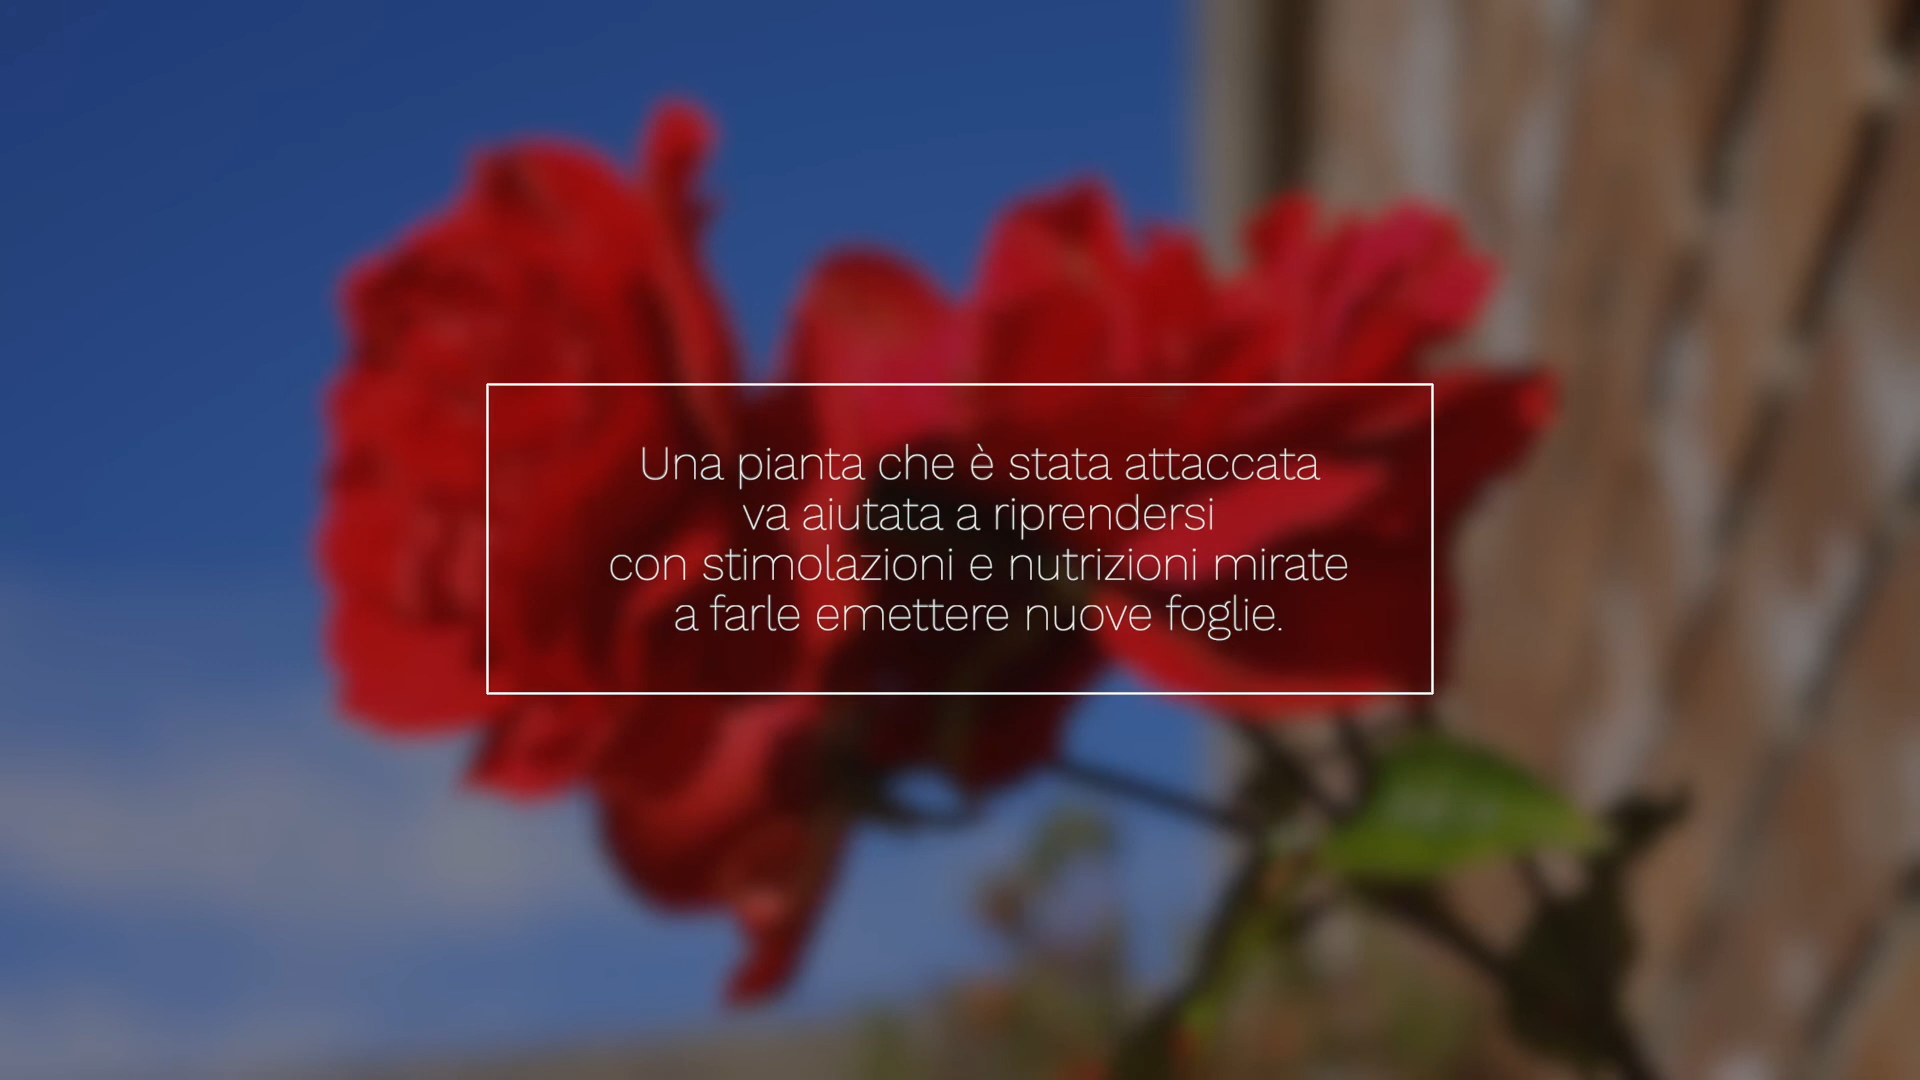 Una pianta che è stata attaccata
va aiutata a riprendersi
con stimolazioni e nutrizioni mirate
a farle emettere nuove foglie.